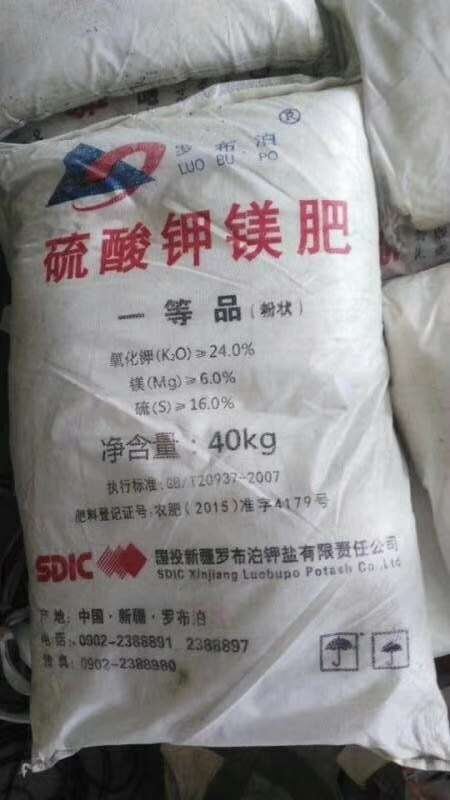 罗布泊 ®
LUO BU PO
硫酸钾镁肥
一等品(粉状)
氧化钾(K₂O)≥24.0%
镁(Mg)≥6.0%
硫(S)≥16.0%
净含量:40kg
执行标准:GB/T20937-2007
肥料登记证号:农肥(2015)准字4179号
SDIC 国投新疆罗布泊钾盐有限责任公司
SDIC Xinjiang Luobupo Potash Co.,Ltd
产地:中国·新疆·罗布泊
电话:0902-2388891 2388897
传真:0902-2388980